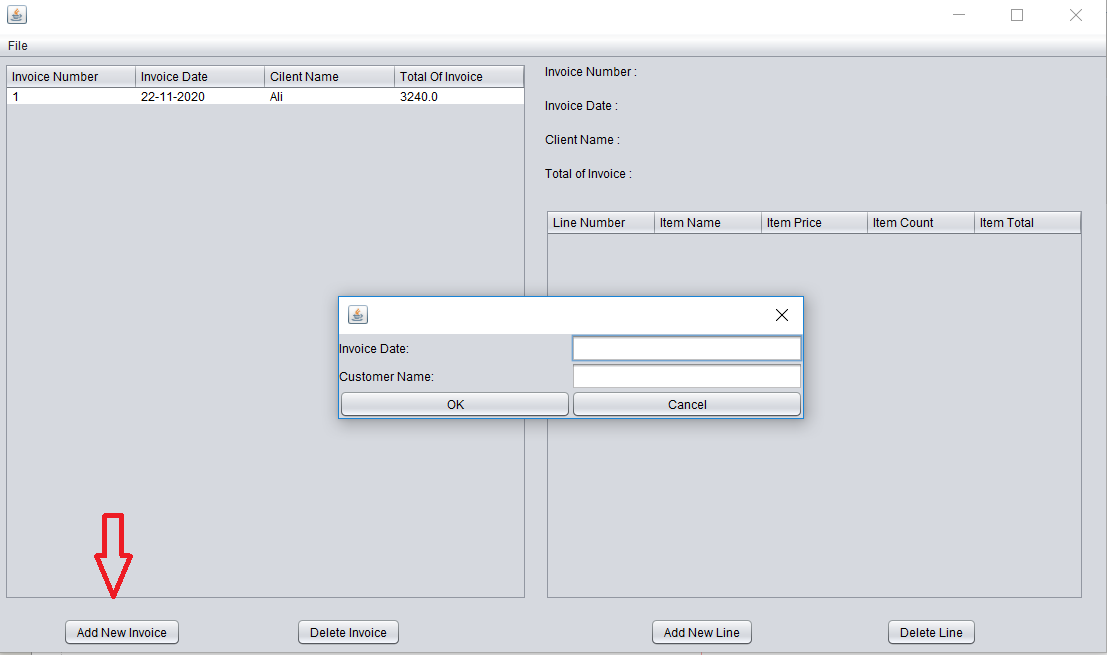 File
Invoice Number Invoice Date Cilent Name Total Of Invoice
1 22-11-2020 Ali 3240.0
Invoice Number :
Invoice Date :
Client Name :
Total of Invoice :
Line Number Item Name Item Price Item Count Item Total
Invoice Date:
Customer Name:
OK Cancel
Add New Invoice Delete Invoice Add New Line Delete Line